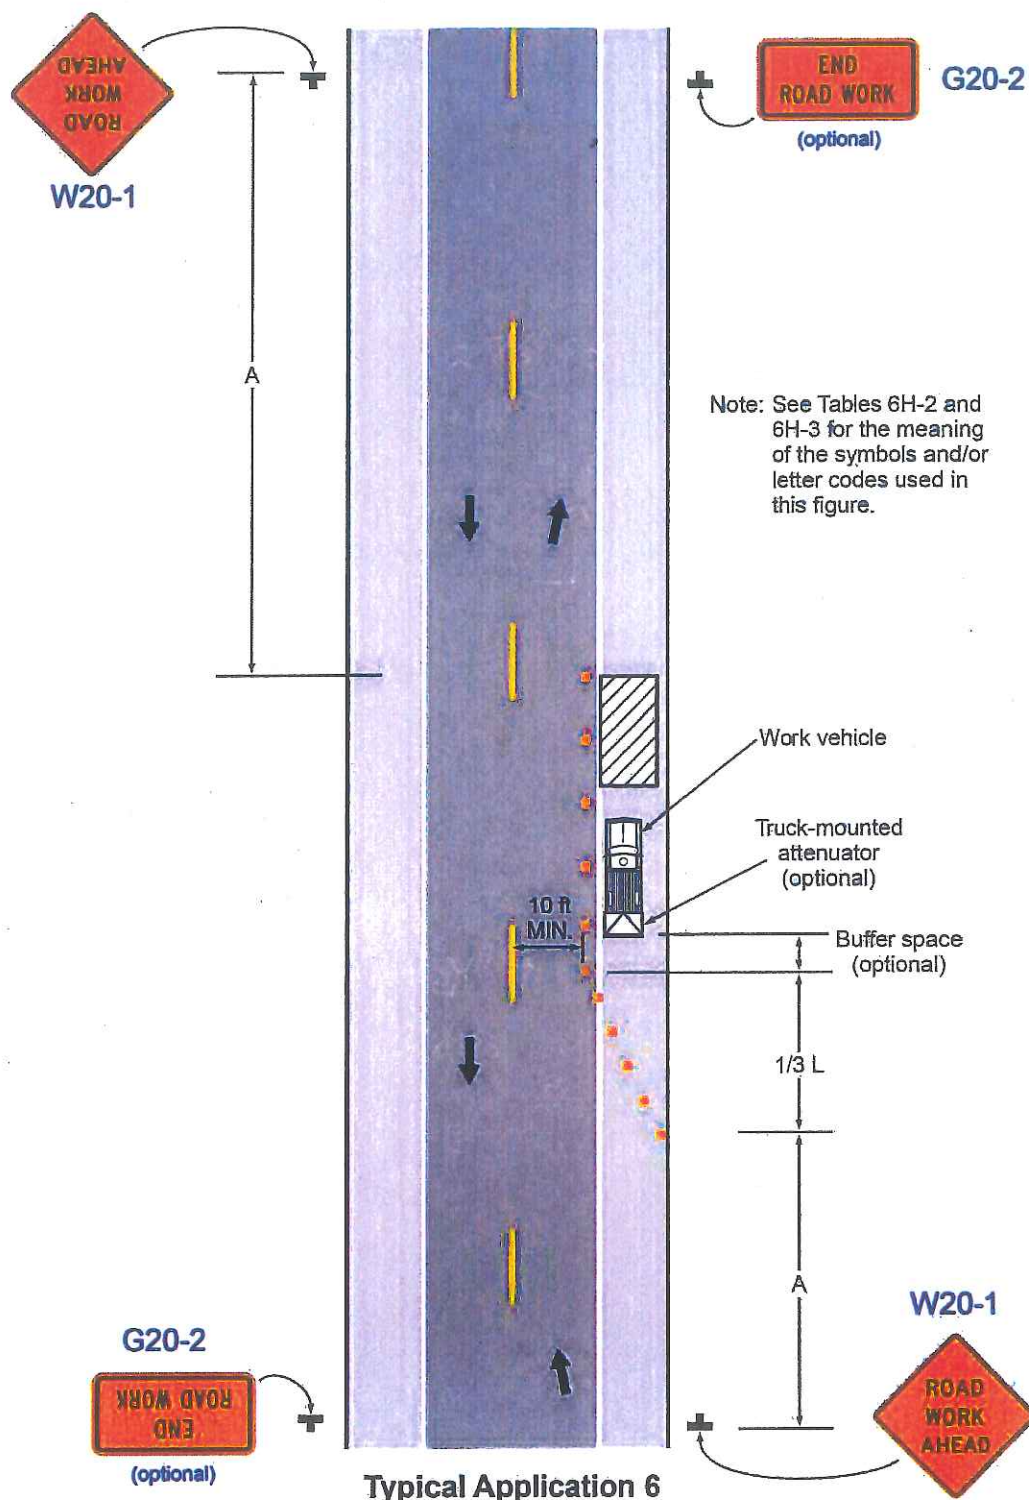 ROAD
WORK
AHEAD
W20-1
END
ROAD WORK
(optional)
G20-2
A
Note: See Tables 6H-2 and
6H-3 for the meaning
of the symbols and/or
letter codes used in
this figure.
Work vehicle
Truck-mounted
attenuator
(optional)
10 ft
MIN.
Buffer space
(optional)
1/3 L
A
W20-1
ROAD
WORK
AHEAD
G20-2
END
ROAD WORK
(optional)
Typical Application 6